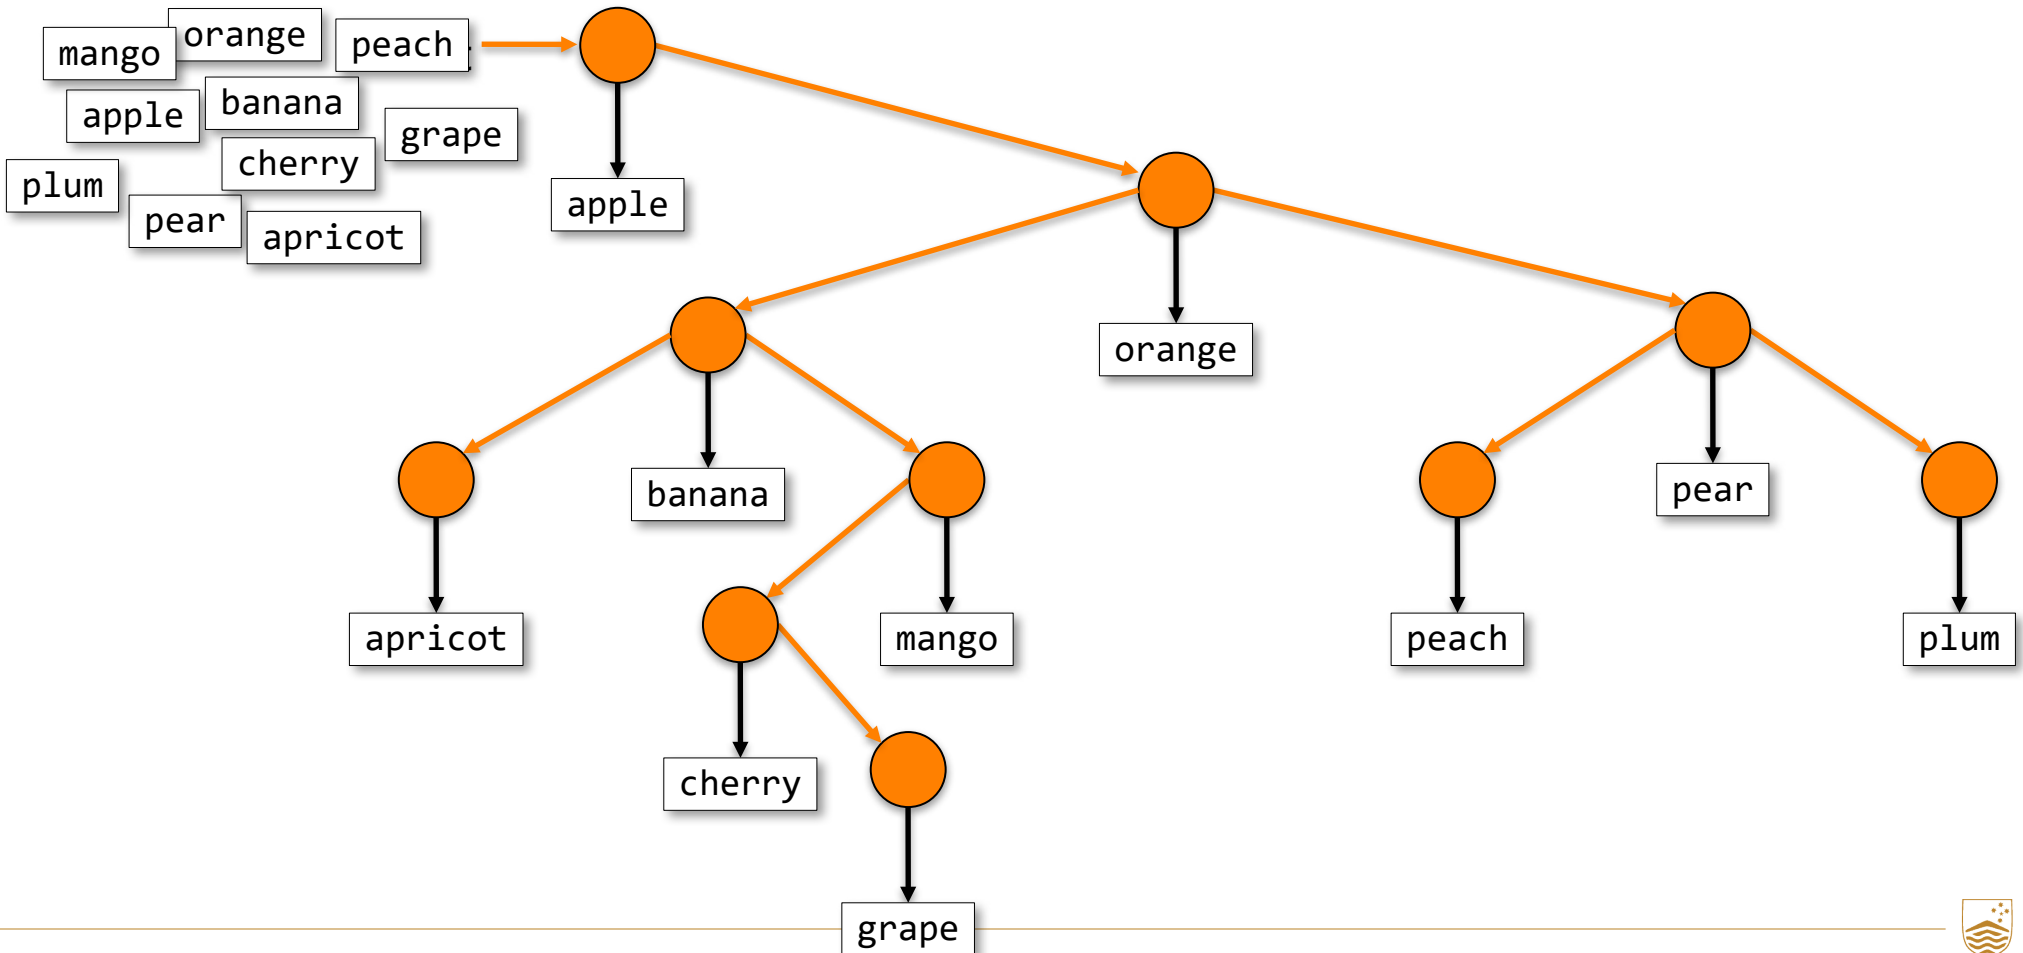 orange
mango
peach
banana
apple
grape
cherry
plum
pear
apricot
apple
orange
banana
pear
apricot
mango
peach
plum
cherry
grape